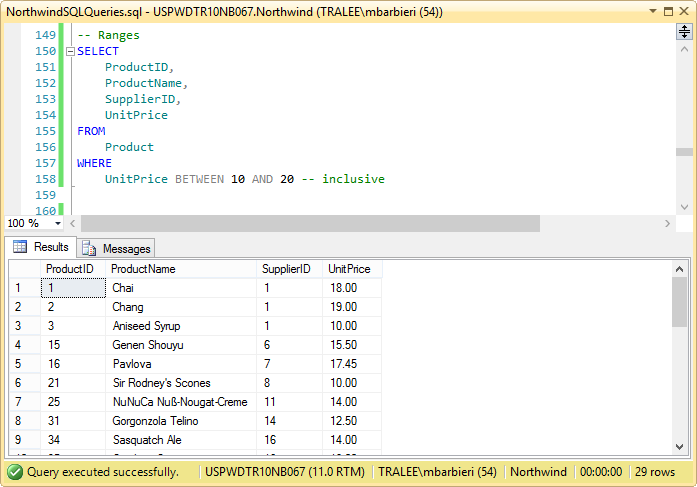 NorthwindSQLQueries.sql - USPWDTR10NB067.Northwind (TRALEE\mbarbieri (54))
149 -- Ranges
150 SELECT
151 ProductID,
152 ProductName,
153 SupplierID,
154 UnitPrice
155 FROM
156 Product
157 WHERE
158 UnitPrice BETWEEN 10 AND 20 -- inclusive
159
160
100 %
Results Messages
ProductID ProductName SupplierID UnitPrice
1 1 Chai 1 18.00
2 2 Chang 1 19.00
3 3 Aniseed Syrup 1 10.00
4 15 Genen Shouyu 6 15.50
5 16 Pavlova 7 17.45
6 21 Sir Rodney's Scones 8 10.00
7 25 NuNuCa Nuß-Nougat-Creme 11 14.00
8 31 Gorgonzola Telino 14 12.50
9 34 Sasquatch Ale 16 14.00
Query executed successfully. USPWDTR10NB067 (11.0 RTM) TRALEE\mbarbieri (54) Northwind 00:00:00 29 rows